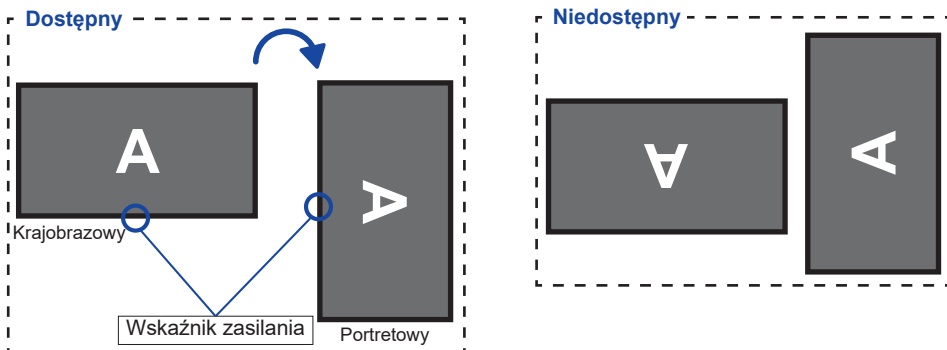 Dostępny
A
A
Krajobrazowy
Wskaźnik zasilania
Portretowy
Niedostępny
A
A